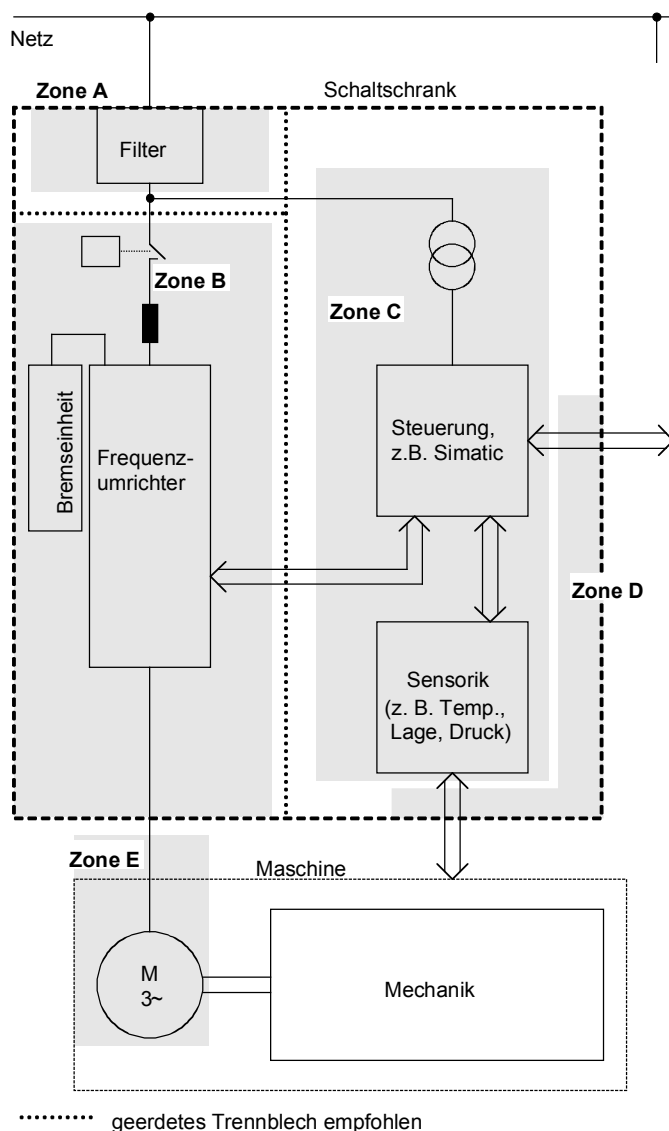 Netz
Zone A
Schaltschrank
Filter
Zone B
Zone C
Bremseinheit
Frequenz-
umrichter
Steuerung,
z.B. Simatic
Zone D
Sensorik
(z. B. Temp.,
Lage, Druck)
Zone E
Maschine
M
3~
Mechanik
geerdetes Trennblech empfohlen